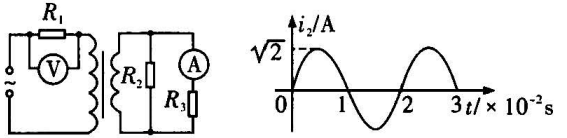 R₁
V
~
R₂
A
R₃
i₂/A
√2
0 1 2 3 t/×10⁻²s